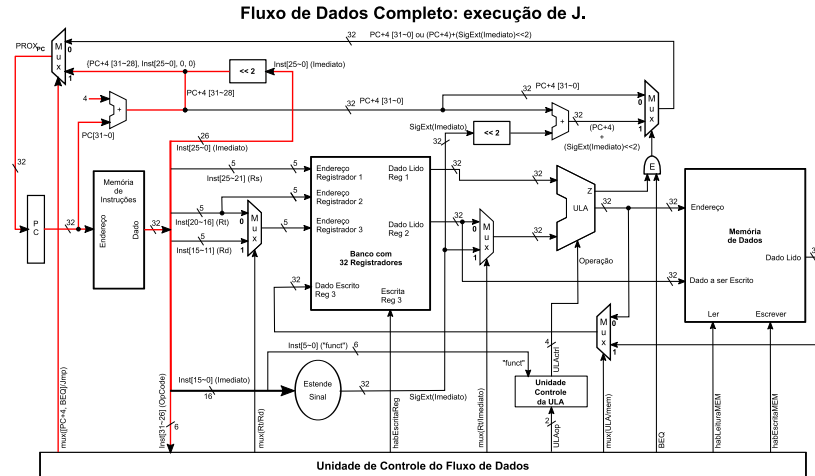 Fluxo de Dados Completo: execução de J.
PROX PC
Mux
0
1
32
PC+4 [31~0] ou (PC+4)+(SigExt(Imediato)<<2)
(PC+4 [31~28], Inst[25~0], 0, 0)
<< 2
Inst[25~0] (Imediato)
PC+4 [31~28]
4
+
PC[31~0]
32
PC+4 [31~0]
32
PC+4 [31~0]
Mux
0
1
SigExt(Imediato)
<< 2
32
+
32
(PC+4)
+
(SigExt(Imediato)<<2)
E
26
Inst[25~0] (Imediato)
32
PC
32
Memória
de Instruções
Endereço
Dado
32
5
5
Inst[25~21] (Rs)
5
5
Inst[20~16] (Rt)
5
Inst[15~11] (Rd)
Mux
0
1
5
Endereço
Registrador 1
Endereço
Registrador 2
Endereço
Registrador 3
Dado Lido
Reg 1
Dado Lido
Reg 2
Banco com
32 Registradores
Dado Escrito
Reg 3
Escrita
Reg 3
32
32
32
Mux
0
1
32
32
Z
ULA
32
Operação
32
32
Endereço
Memória
de Dados
Dado Lido
Dado a ser Escrito
Ler
Escrever
32
Mux
0
1
Inst[5~0] ("funct")
6
"funct"
4
ULActrl
Unidade
Controle
da ULA
2
ULAop
Inst[15~0] (Imediato)
16
Estende
Sinal
32
SigExt(Imediato)
Inst[31~26] (OpCode)
6
mux([PC+4, BEQ]/Jmp)
mux(Rt/Rd)
habEscritaReg
mux(Rt/Imediato)
mux(ULA/mem)
BEQ
habLeituraMEM
habEscritaMEM
Unidade de Controle do Fluxo de Dados